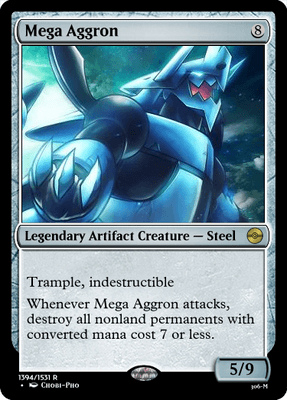 Mega Aggron 8
Legendary Artifact Creature — Steel
Trample, indestructible
Whenever Mega Aggron attacks,
destroy all nonland permanents with
converted mana cost 7 or less.
5/9
1394/1531 R
• Chobi-Pho
306-M